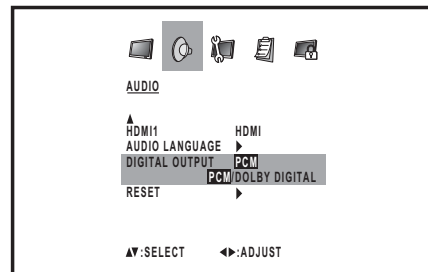 AUDIO
▲
HDMI1 HDMI
AUDIO LANGUAGE ▶
DIGITAL OUTPUT PCM
PCM/DOLBY DIGITAL
RESET ▶
▲▼:SELECT ◀▶:ADJUST